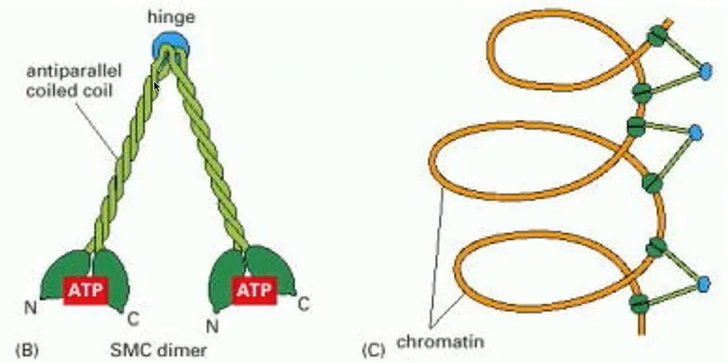 hinge
antiparallel
coiled coil
ATP
ATP
N
C
N
C
(B)
SMC dimer
(C)
chromatin